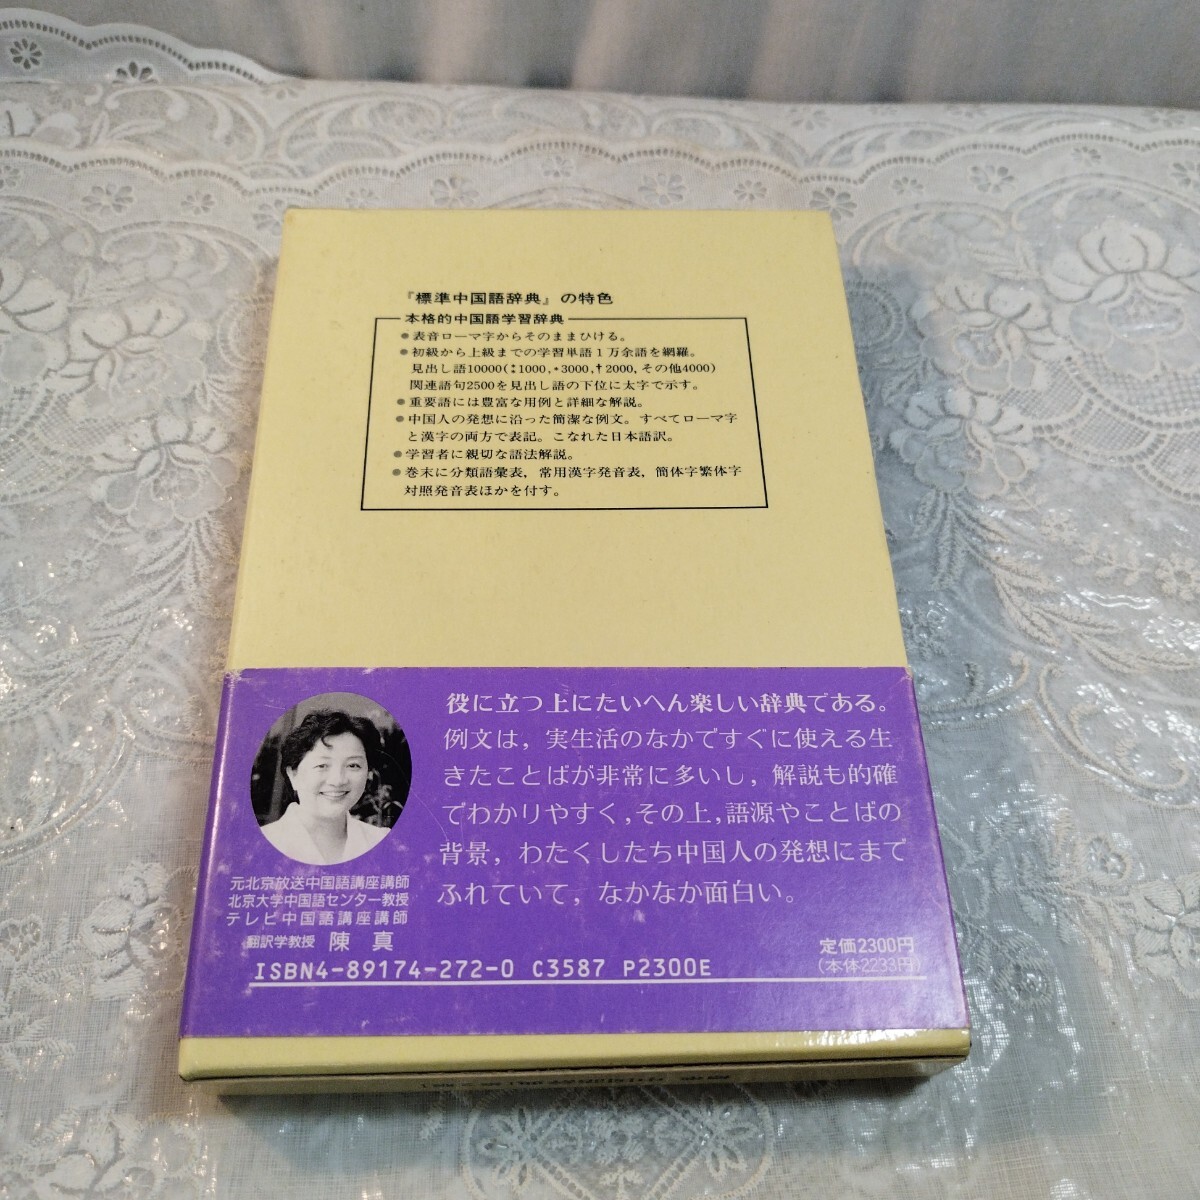 『標準中国語辞典』の特色
本格的中国語学習辞典
●表音ローマ字からそのままひける。
●初級から上級までの学習単語1万余語を網羅。
見出し語10000(⁑1000,*3000,†2000,その他4000)
関連語句2500を見出し語の下位に太字で示す。
●重要語には豊富な用例と詳細な解説。
●中国人の発想に沿った簡潔な例文。すべてローマ字
と漢字の両方で表記。こなれた日本語訳。
●学習者に親切な語法解説。
●巻末に分類語彙表，常用漢字発音表，簡体字繁体字
対照発音表ほかを付す。
役に立つ上にたいへん楽しい辞典である。
例文は，実生活のなかですぐに使える生
きたことばが非常に多いし，解説も的確
でわかりやすく，その上，語源やことばの
背景，わたくしたち中国人の発想にまで
ふれていて，なかなか面白い。
元北京放送中国語講座講師
北京大学中国語センター教授
テレビ中国語講座講師
翻訳学教授 陳 真
定価2300円
(本体2233円)
ISBN4-89174-272-0 C3587 P2300E